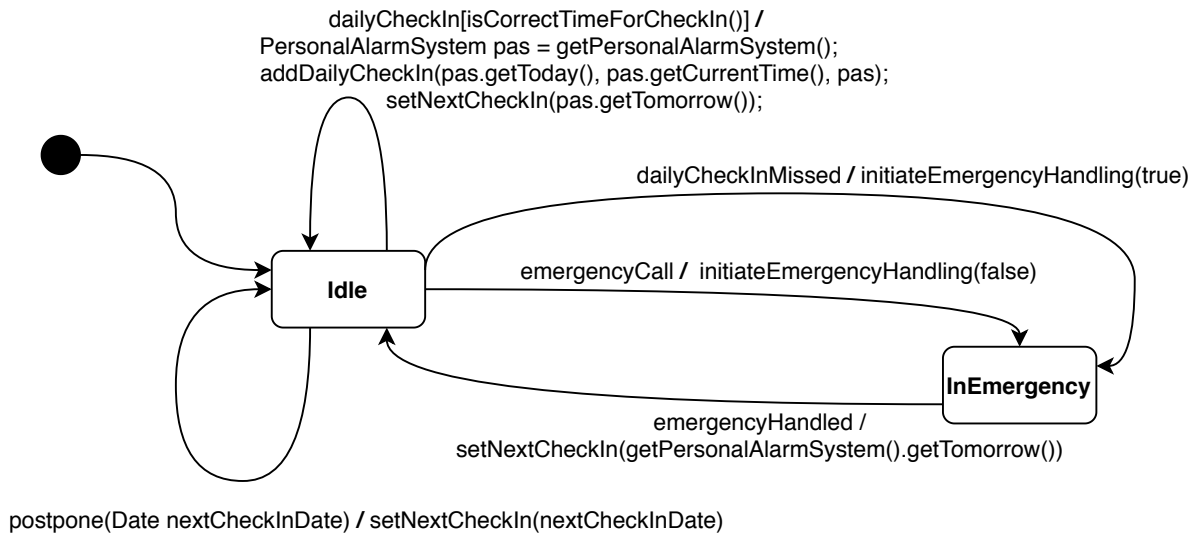 dailyCheckIn[isCorrectTimeForCheckIn()] /
PersonalAlarmSystem pas = getPersonalAlarmSystem();
addDailyCheckIn(pas.getToday(), pas.getCurrentTime(), pas);
setNextCheckIn(pas.getTomorrow());
dailyCheckInMissed / initiateEmergencyHandling(true)
emergencyCall / initiateEmergencyHandling(false)
Idle
InEmergency
emergencyHandled /
setNextCheckIn(getPersonalAlarmSystem().getTomorrow())
postpone(Date nextCheckInDate) / setNextCheckIn(nextCheckInDate)